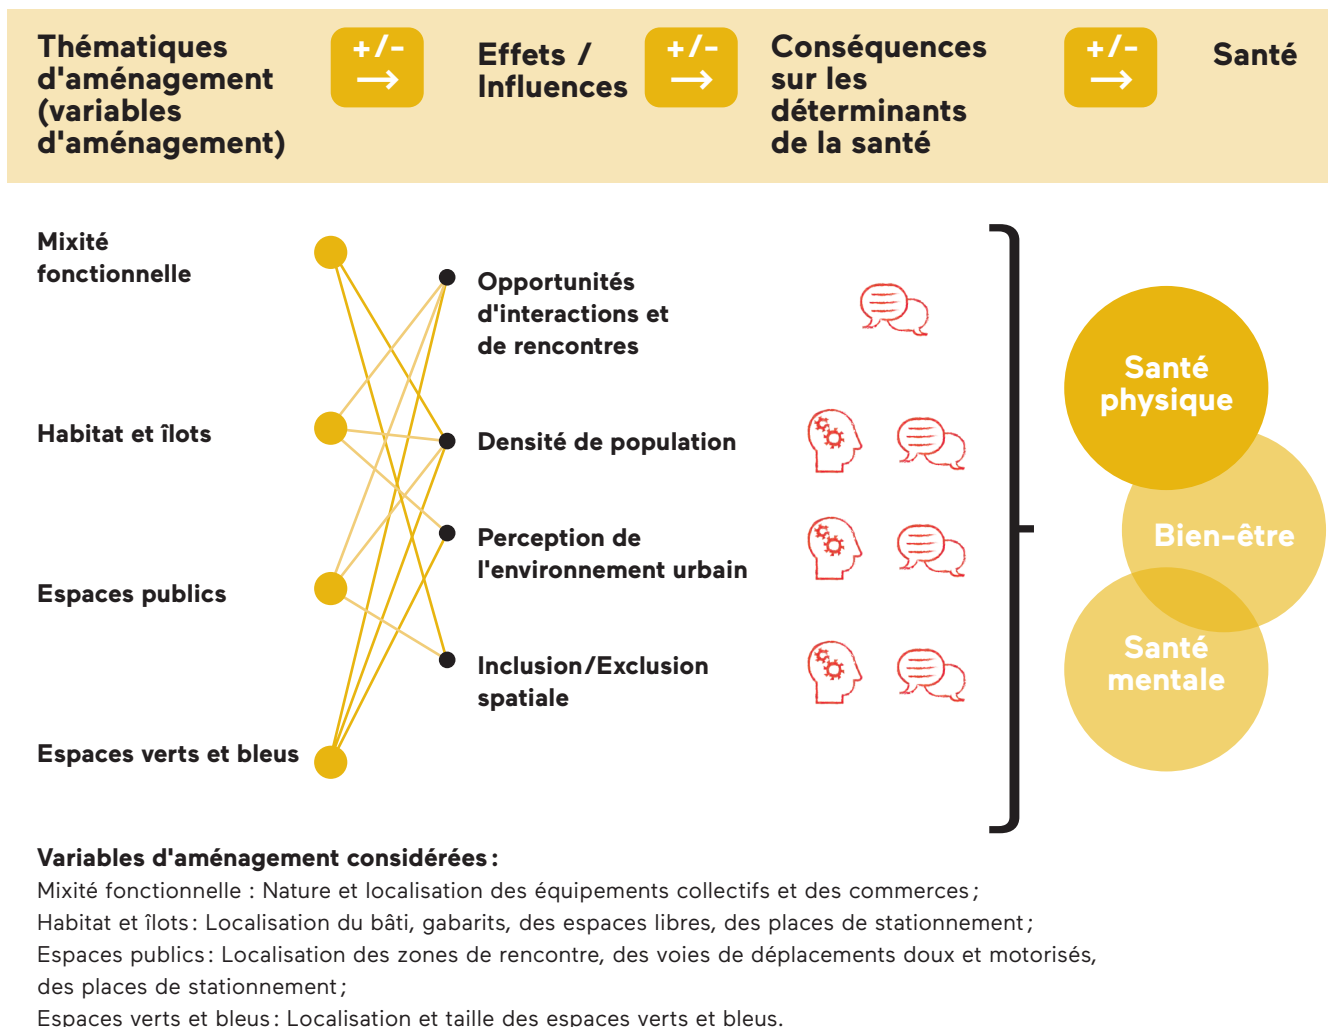 Thématiques
d'aménagement
(variables
d'aménagement)
+/-
→
Effets /
Influences
+/-
→
Conséquences
sur les
déterminants
de la santé
+/-
→
Santé
Mixité
fonctionnelle
Habitat et îlots
Espaces publics
Espaces verts et bleus
Opportunités
d'interactions et
de rencontres
Densité de population
Perception de
l'environnement urbain
Inclusion/Exclusion
spatiale
Santé
physique
Bien-être
Santé
mentale
Variables d'aménagement considérées :
Mixité fonctionnelle : Nature et localisation des équipements collectifs et des commerces ;
Habitat et îlots : Localisation du bâti, gabarits, des espaces libres, des places de stationnement ;
Espaces publics : Localisation des zones de rencontre, des voies de déplacements doux et motorisés,
des places de stationnement ;
Espaces verts et bleus : Localisation et taille des espaces verts et bleus.